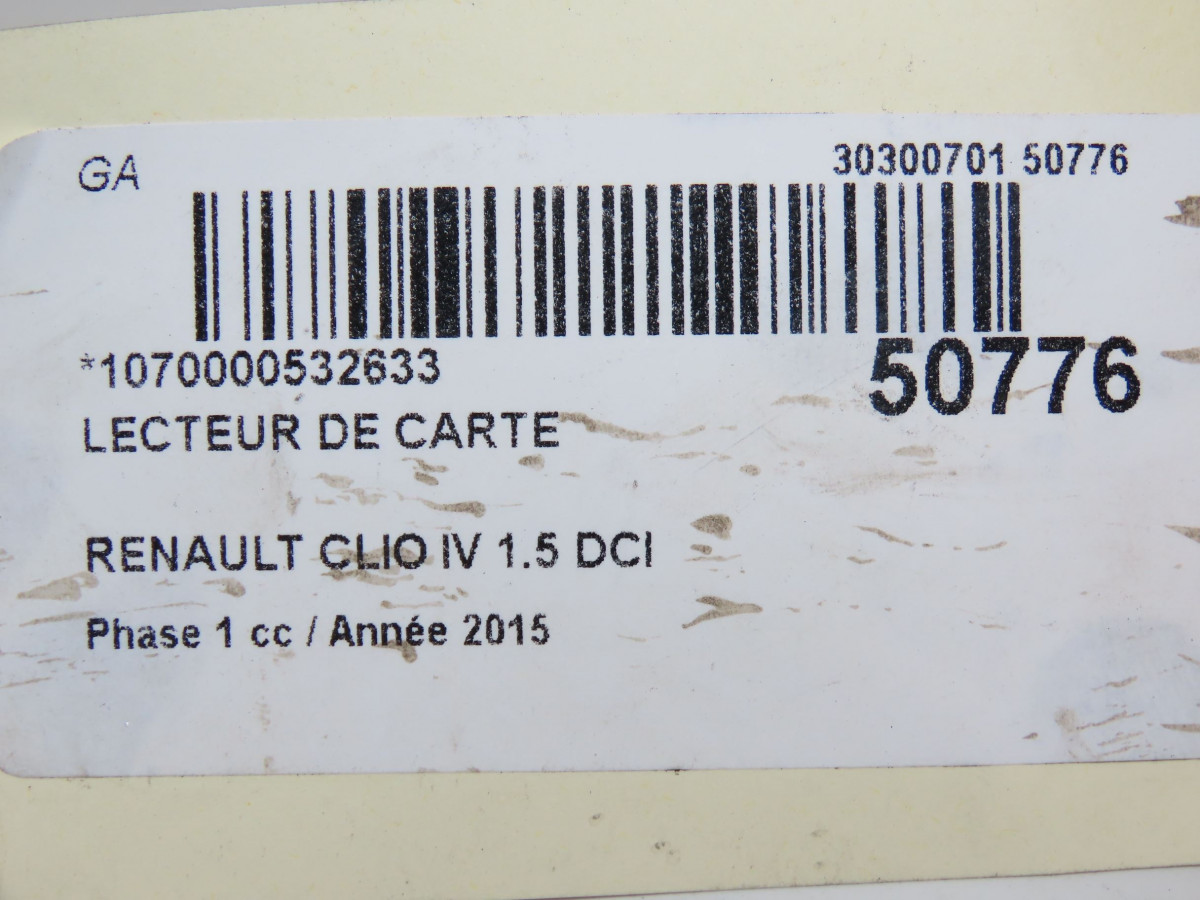 GA
30300701 50776
*1070000532633
50776
LECTEUR DE CARTE
RENAULT CLIO IV 1.5 DCI
Phase 1 cc / Année 2015